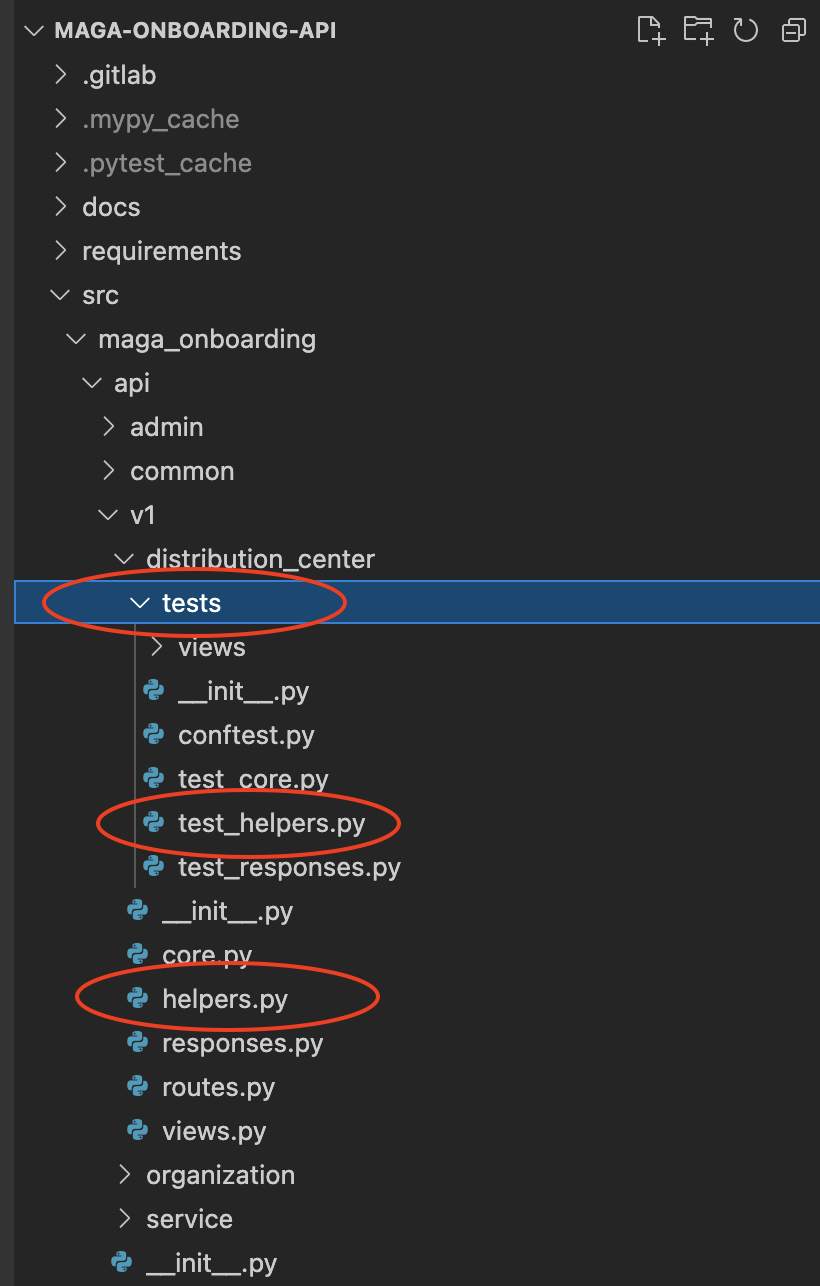 MAGA-ONBOARDING-API
.gitlab
.mypy_cache
.pytest_cache
docs
requirements
src
maga_onboarding
api
admin
common
v1
distribution_center
tests
views
__init__.py
conftest.py
test_core.py
test_helpers.py
test_responses.py
__init__.py
core.py
helpers.py
responses.py
routes.py
views.py
organization
service
__init__.py